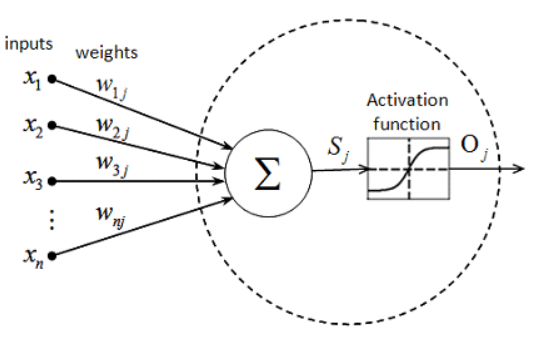 inputs
weights
x₁
w₁ⱼ
x₂
w₂ⱼ
x₃
w₃ⱼ
⋮
wₙⱼ
xₙ
Σ
Sⱼ
Activation
function
Oⱼ